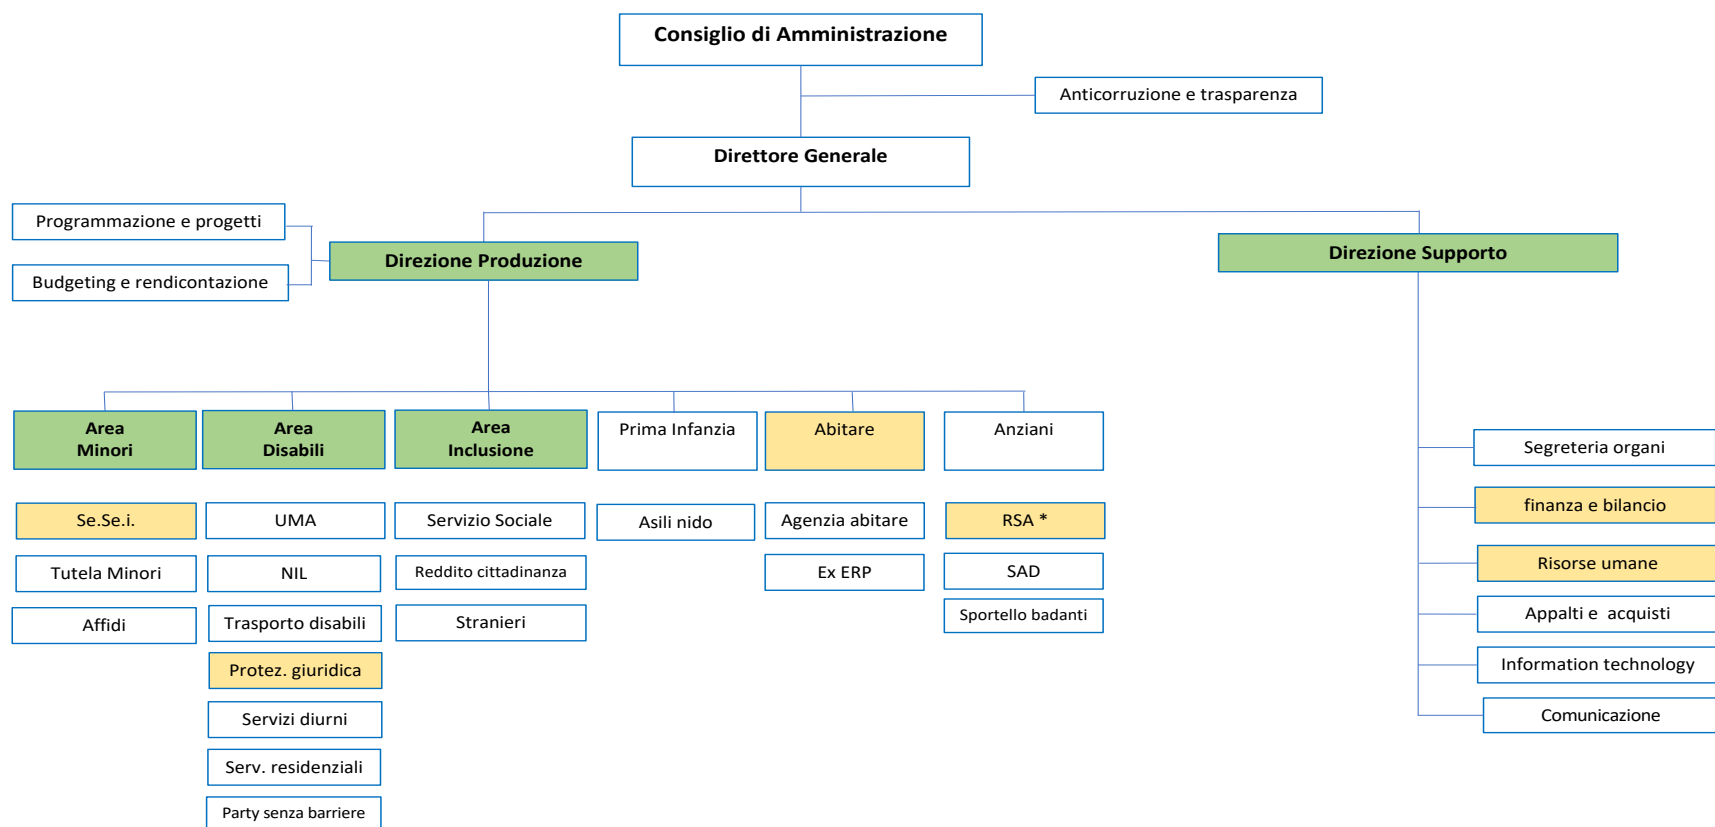 Consiglio di Amministrazione
Anticorruzione e trasparenza
Direttore Generale
Programmazione e progetti
Budgeting e rendicontazione
Direzione Produzione
Direzione Supporto
Area
Minori
Area
Disabili
Area
Inclusione
Prima Infanzia
Abitare
Anziani
Se.Se.i.
Tutela Minori
Affidi
UMA
NIL
Trasporto disabili
Protez. giuridica
Servizi diurni
Serv. residenziali
Party senza barriere
Servizio Sociale
Reddito cittadinanza
Stranieri
Asili nido
Agenzia abitare
Ex ERP
RSA *
SAD
Sportello badanti
Segreteria organi
finanza e bilancio
Risorse umane
Appalti e acquisti
Information technology
Comunicazione